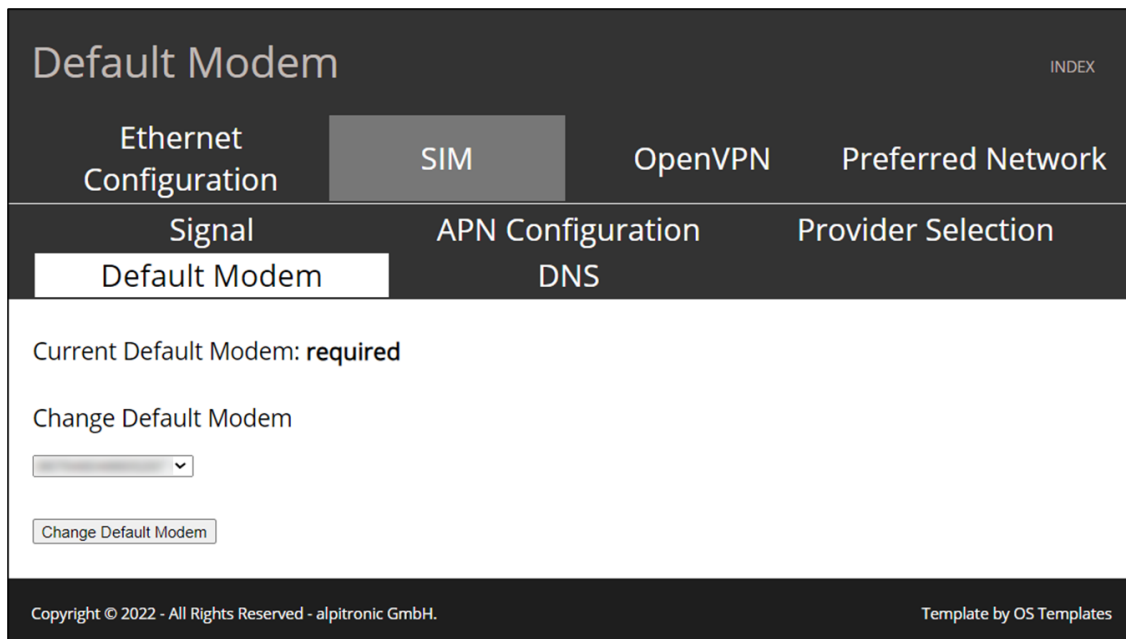 Default Modem
INDEX
Ethernet
Configuration
SIM
OpenVPN
Preferred Network
Signal
APN Configuration
Provider Selection
Default Modem
DNS
Current Default Modem: required
Change Default Modem
Change Default Modem
Copyright © 2022 - All Rights Reserved - alpitronic GmbH.
Template by OS Templates